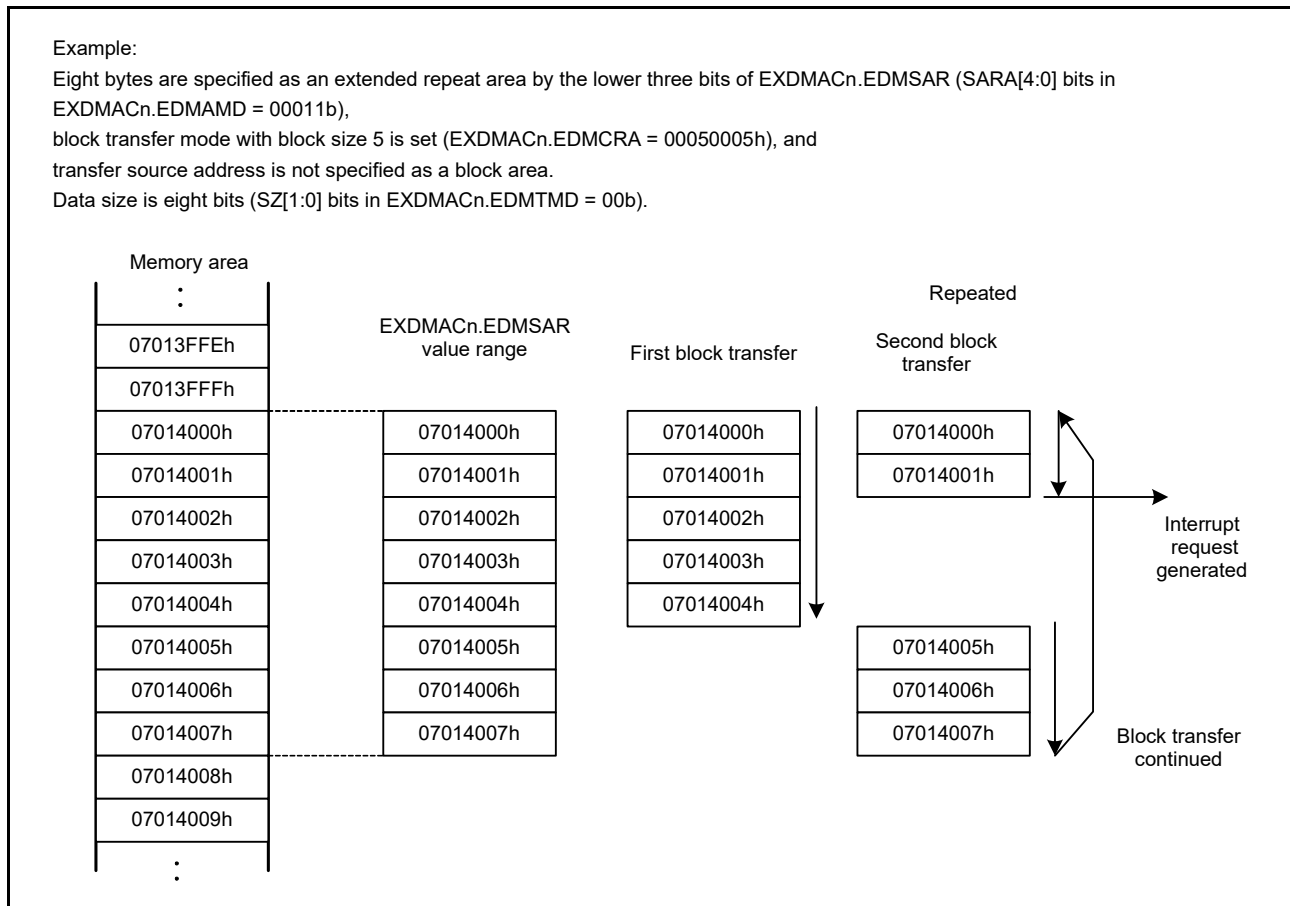 Example:
Eight bytes are specified as an extended repeat area by the lower three bits of EXDMACn.EDMSAR (SARA[4:0] bits in
EXDMACn.EDMAMD = 00011b),
block transfer mode with block size 5 is set (EXDMACn.EDMCRA = 00050005h), and
transfer source address is not specified as a block area.
Data size is eight bits (SZ[1:0] bits in EXDMACn.EDMTMD = 00b).
Memory area
:
07013FFEh
07013FFFh
07014000h
07014001h
07014002h
07014003h
07014004h
07014005h
07014006h
07014007h
07014008h
07014009h
:
EXDMACn.EDMSAR
value range
07014000h
07014001h
07014002h
07014003h
07014004h
07014005h
07014006h
07014007h
First block transfer
07014000h
07014001h
07014002h
07014003h
07014004h
Repeated
Second block
transfer
07014000h
07014001h
07014005h
07014006h
07014007h
Interrupt
request
generated
Block transfer
continued